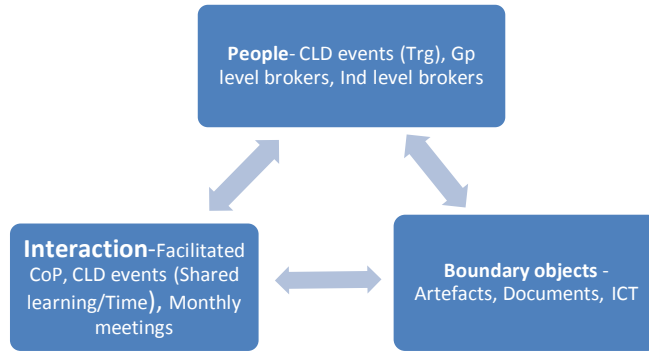 People- CLD events (Trg), Gp
level brokers, Ind level brokers
Interaction-Facilitated
CoP, CLD events (Shared
learning/Time), Monthly
meetings
Boundary objects -
Artefacts, Documents, ICT